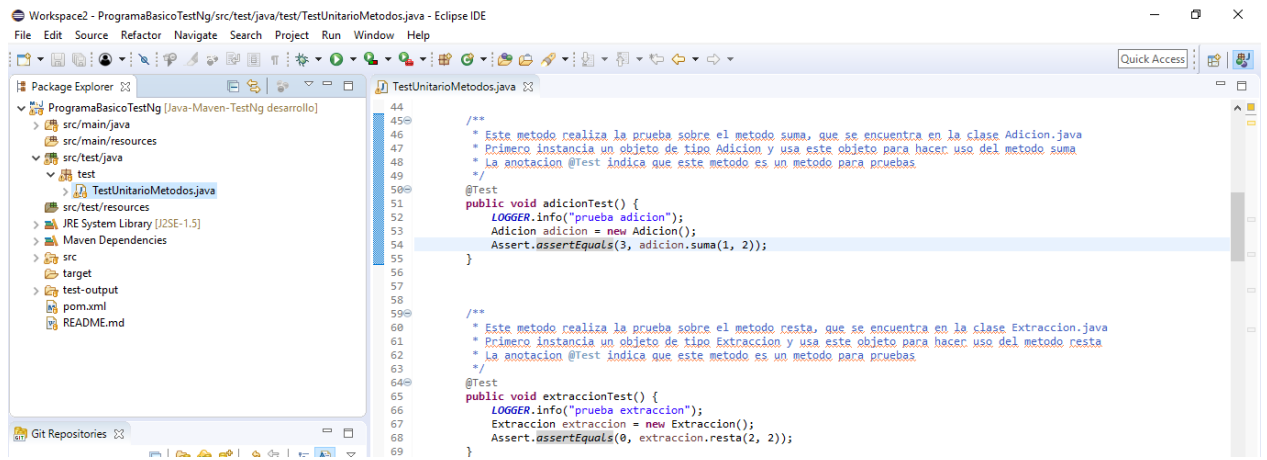 Workspace2 - ProgramaBasicoTestNg/src/test/java/test/TestUnitarioMetodos.java - Eclipse IDE
File Edit Source Refactor Navigate Search Project Run Window Help
Quick Access
Package Explorer
ProgramaBasicoTestNg [Java-Maven-TestNg desarrollo]
src/main/java
src/main/resources
src/test/java
test
TestUnitarioMetodos.java
src/test/resources
JRE System Library [J2SE-1.5]
Maven Dependencies
src
target
test-output
pom.xml
README.md
Git Repositories
TestUnitarioMetodos.java
44
45 /**
46 * Este metodo realiza la prueba sobre el metodo suma, que se encuentra en la clase Adicion.java
47 * Primero instancia un objeto de tipo Adicion y usa este objeto para hacer uso del metodo suma
48 * La anotacion @Test indica que este metodo es un metodo para pruebas
49 */
50 @Test
51 public void adicionTest() {
52 LOGGER.info("prueba adicion");
53 Adicion adicion = new Adicion();
54 Assert.assertEquals(3, adicion.suma(1, 2));
55 }
56
57
58
59 /**
60 * Este metodo realiza la prueba sobre el metodo resta, que se encuentra en la clase Extraccion.java
61 * Primero instancia un objeto de tipo Extraccion y usa este objeto para hacer uso del metodo resta
62 * La anotacion @Test indica que este metodo es un metodo para pruebas
63 */
64 @Test
65 public void extraccionTest() {
66 LOGGER.info("prueba extraccion");
67 Extraccion extraccion = new Extraccion();
68 Assert.assertEquals(0, extraccion.resta(2, 2));
69 }